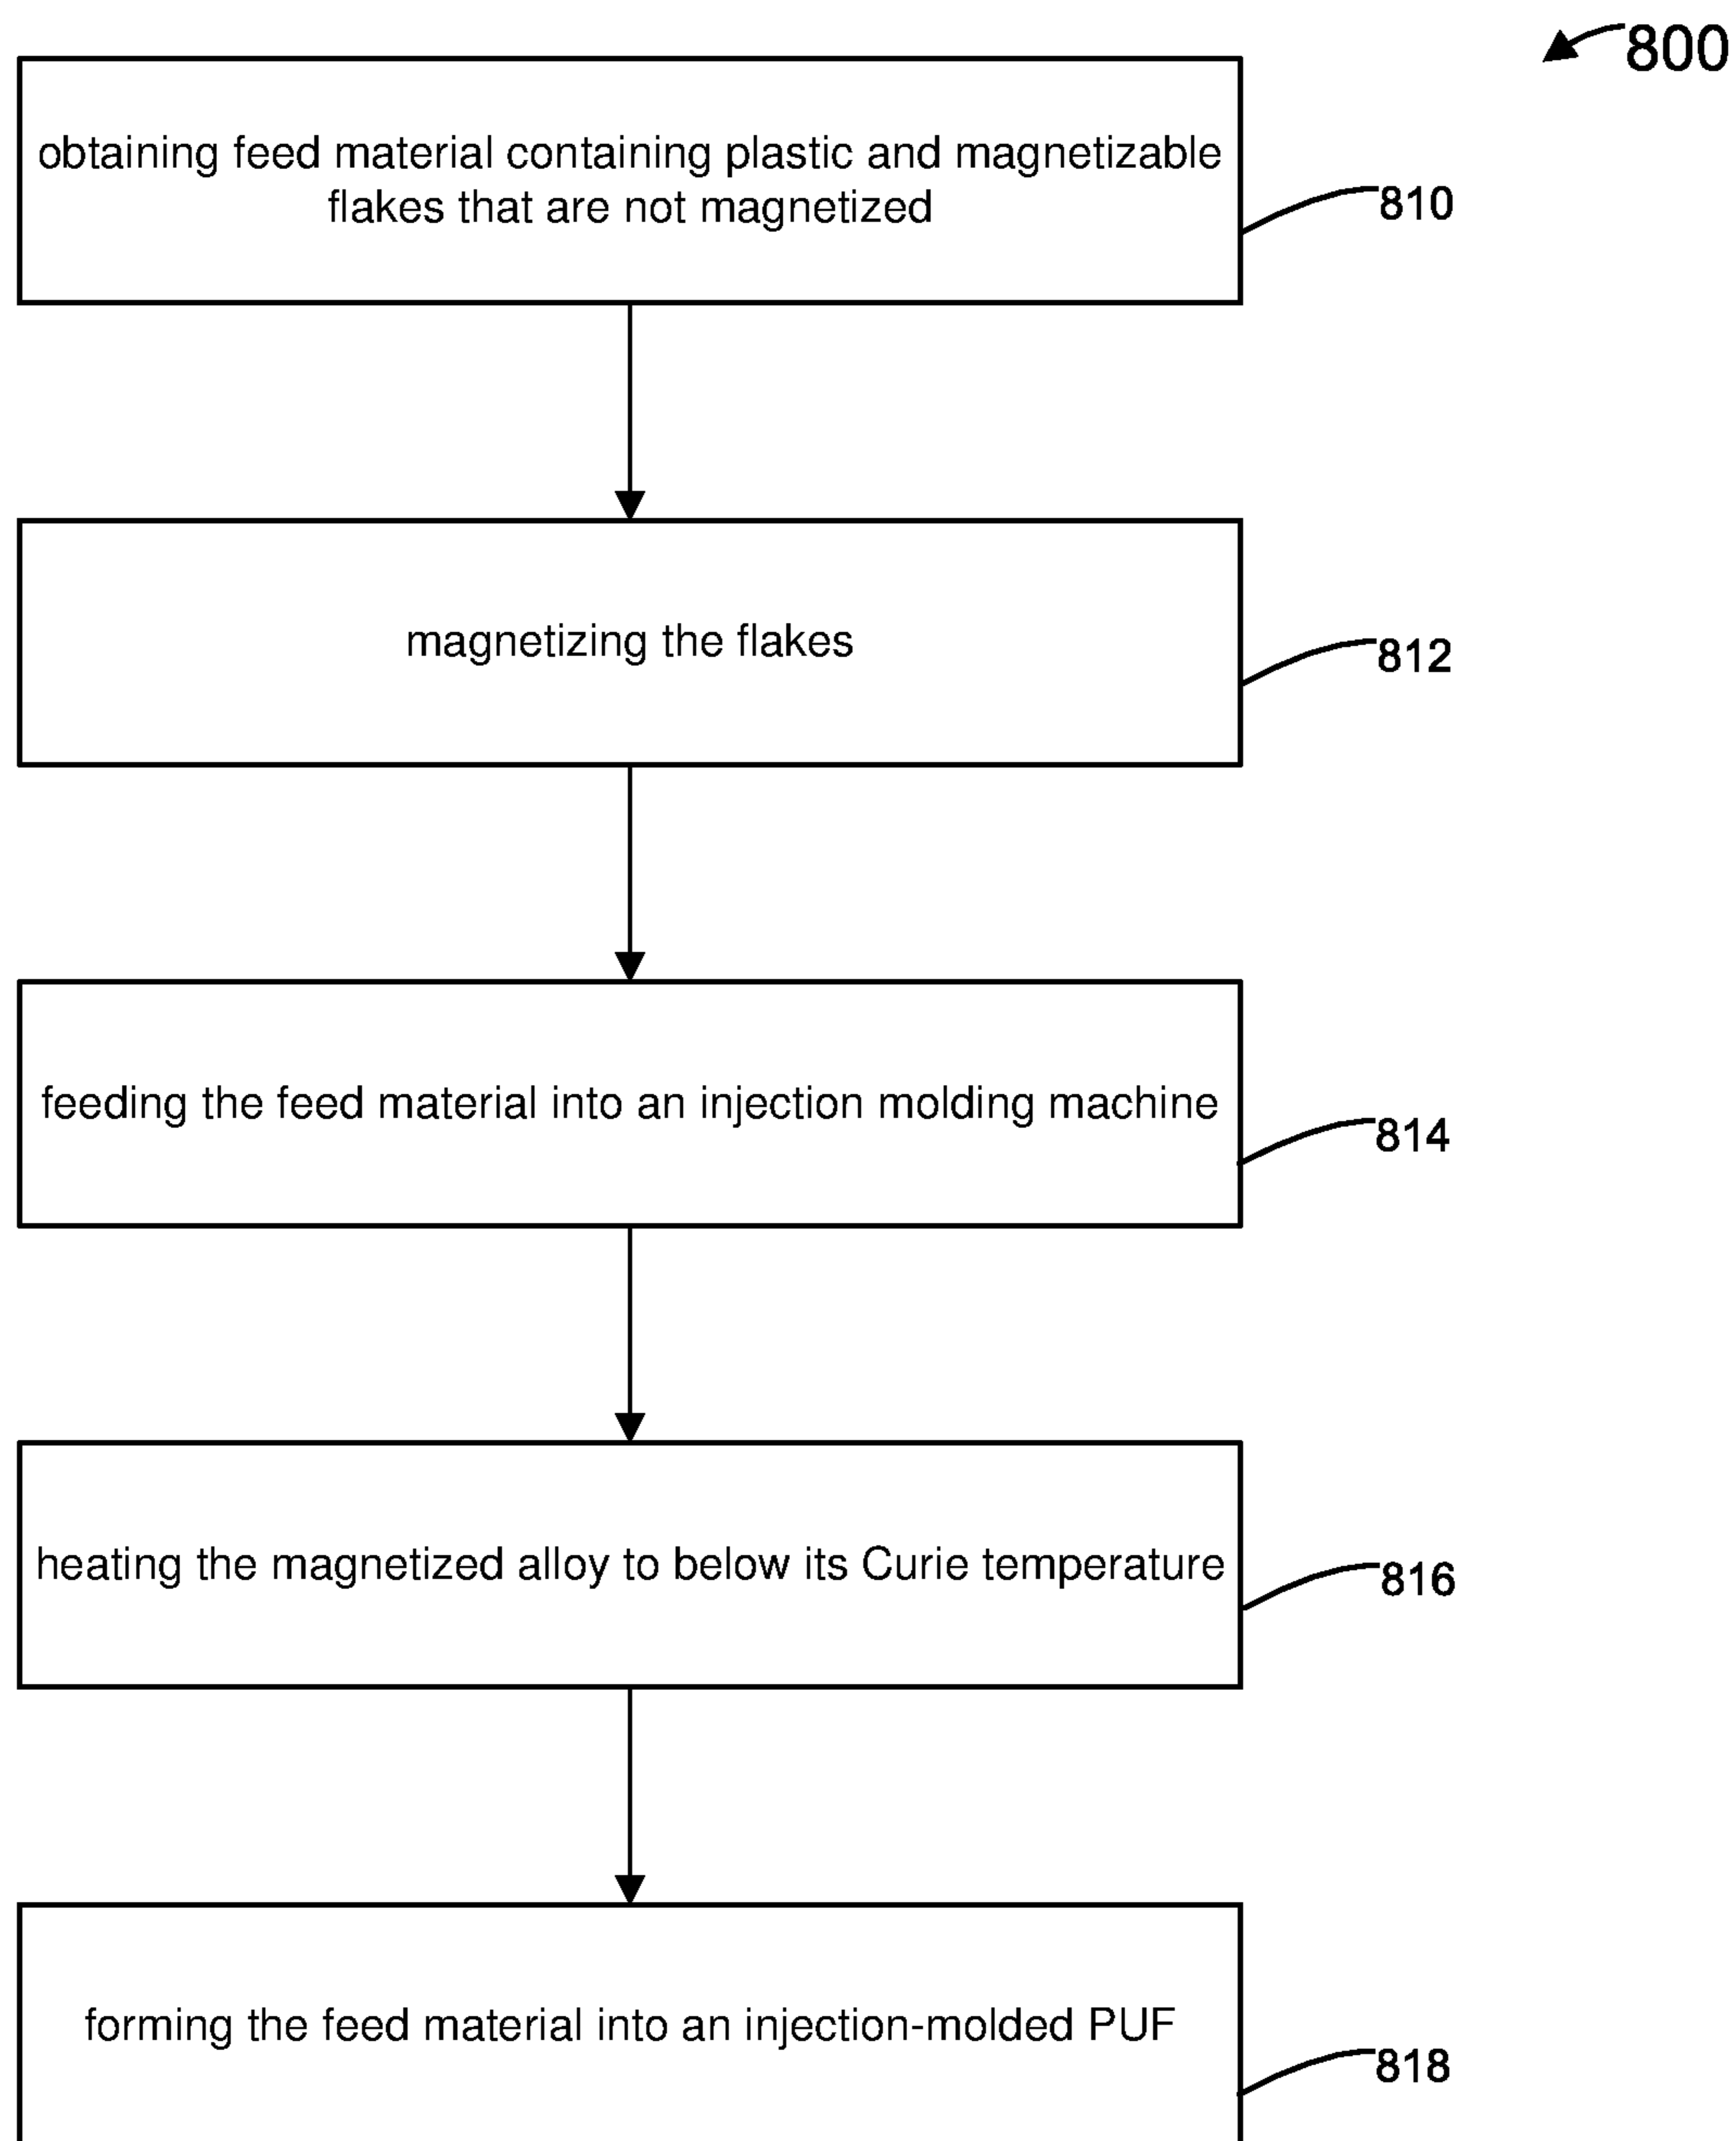 800
obtaining feed material containing plastic and magnetizable
flakes that are not magnetized
810
magnetizing the flakes
812
feeding the feed material into an injection molding machine
814
heating the magnetized alloy to below its Curie temperature
816
forming the feed material into an injection-molded PUF
818